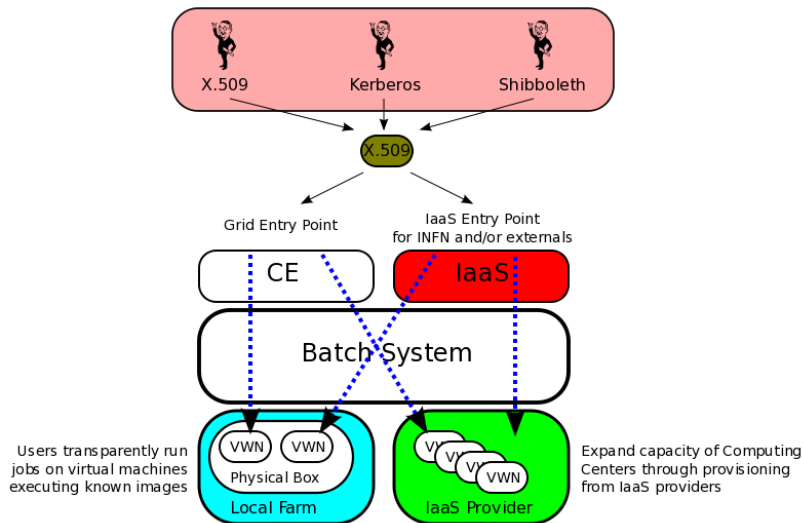 X.509
Kerberos
Shibboleth
X.509
Grid Entry Point
IaaS Entry Point
for INFN and/or externals
CE
IaaS
Batch System
Users transparently run
jobs on virtual machines
executing known images
VWN
VWN
Physical Box
Local Farm
VWN
VWN
VWN
VWN
IaaS Provider
Expand capacity of Computing
Centers through provisioning
from IaaS providers